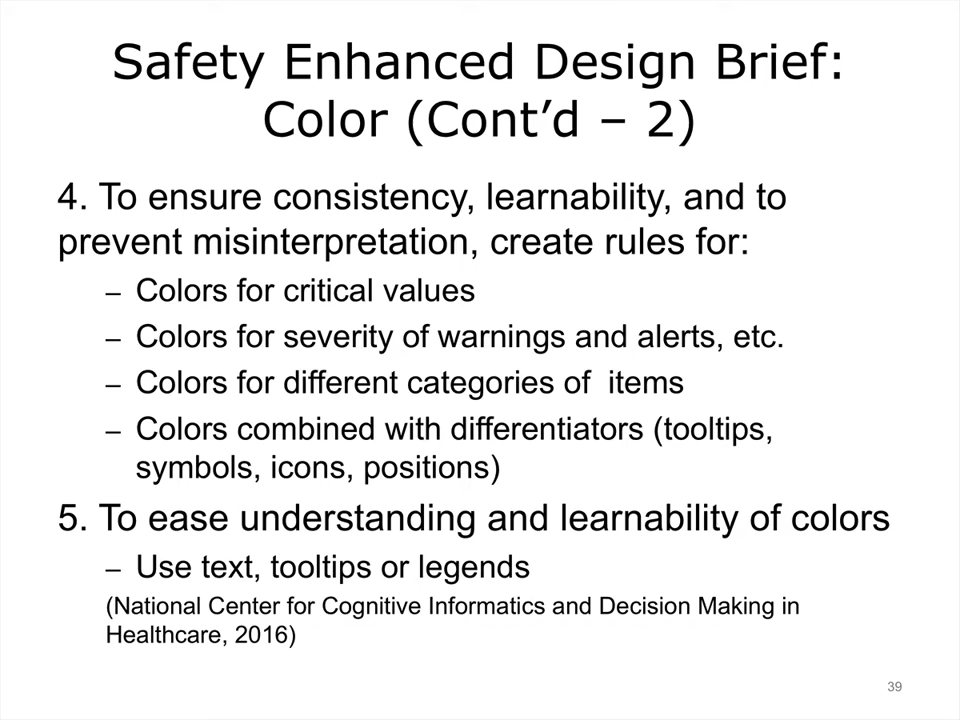 Safety Enhanced Design Brief:
Color (Cont’d – 2)
4. To ensure consistency, learnability, and to
prevent misinterpretation, create rules for:
– Colors for critical values
– Colors for severity of warnings and alerts, etc.
– Colors for different categories of  items
– Colors combined with differentiators (tooltips,
symbols, icons, positions)
5. To ease understanding and learnability of colors
– Use text, tooltips or legends
(National Center for Cognitive Informatics and Decision Making in
Healthcare, 2016)
39